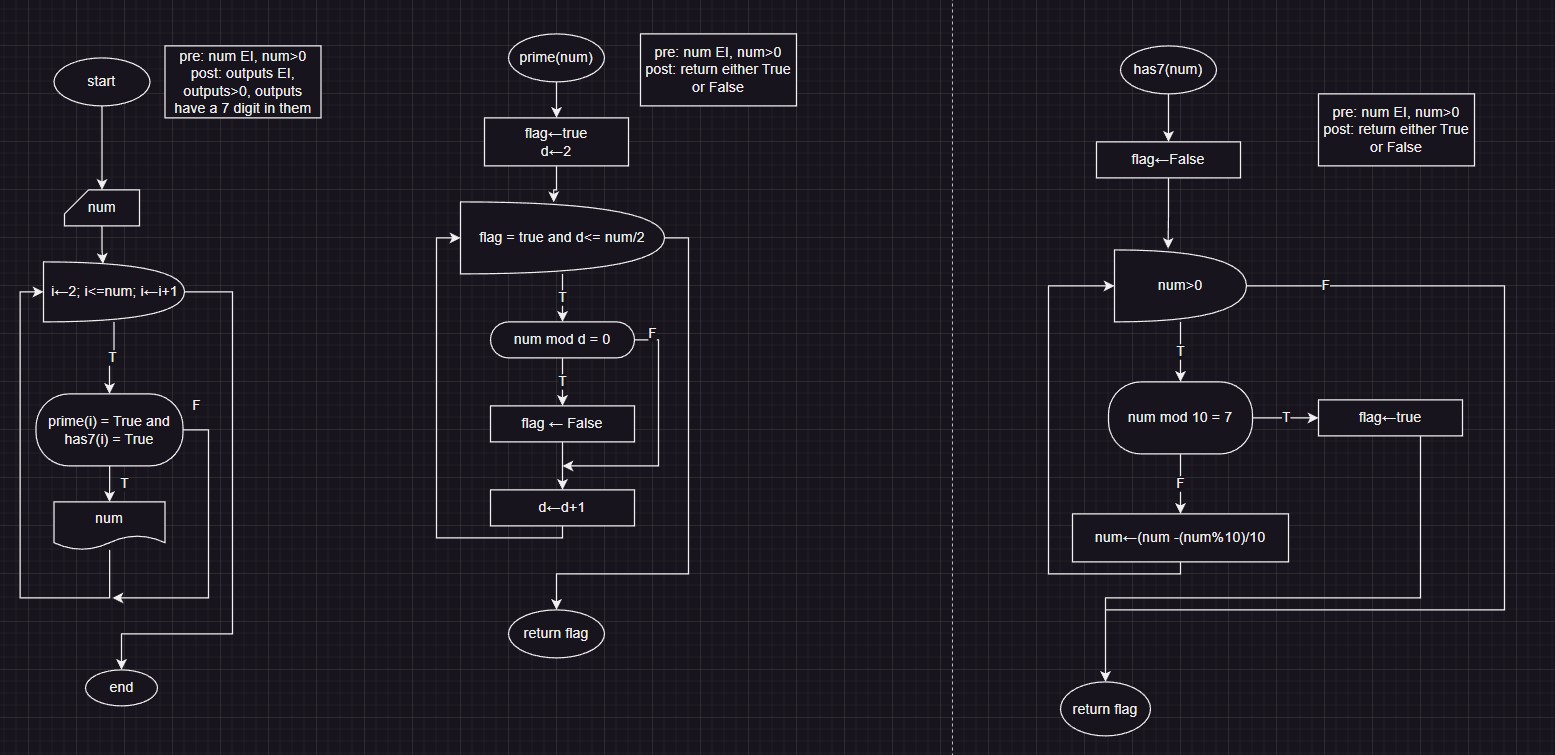 start
pre: num EI, num>0
post: outputs EI,
outputs>0, outputs
have a 7 digit in them
num
i←2; i<=num; i←i+1
T
F
prime(i) = True and
has7(i) = True
T
num
end
prime(num)
pre: num EI, num>0
post: return either True
or False
flag←true
d←2
flag = true and d<= num/2
T
num mod d = 0
F
T
flag ← False
d←d+1
return flag
has7(num)
pre: num EI, num>0
post: return either True
or False
flag←False
num>0
F
T
num mod 10 = 7
T
flag←true
F
num←(num -(num%10)/10
return flag